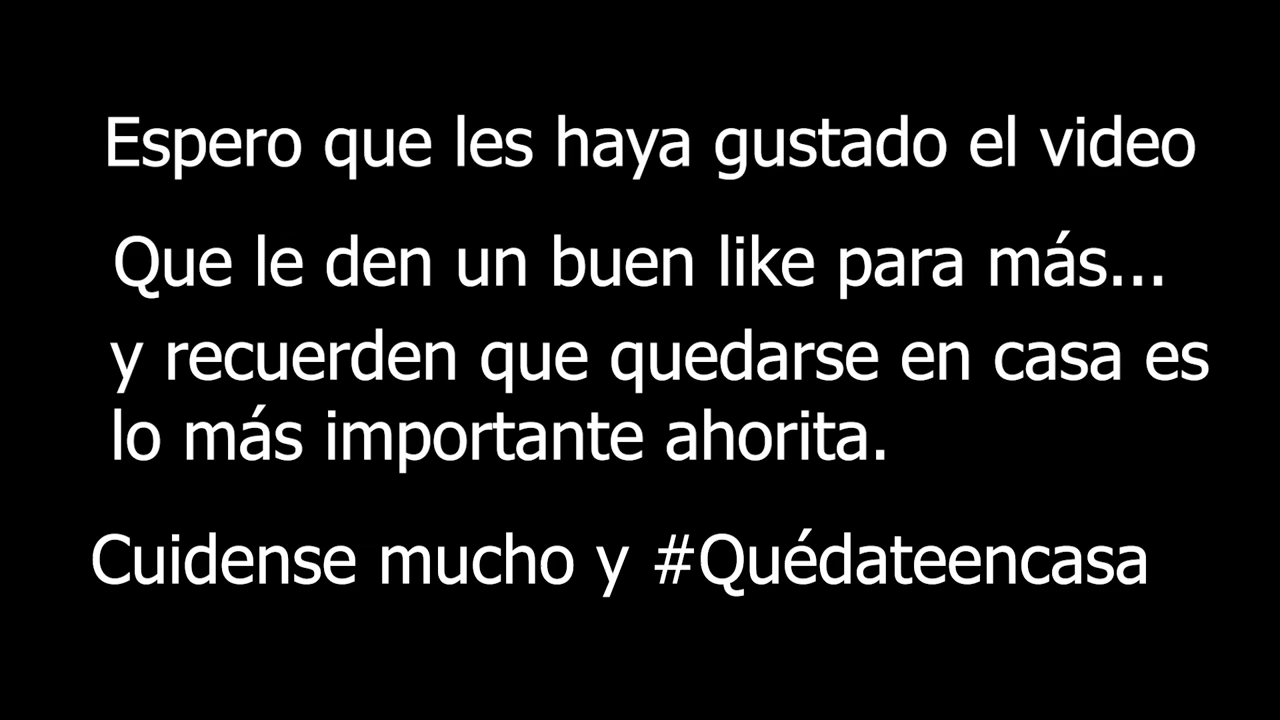 Espero que les haya gustado el video
Que le den un buen like para más...
y recuerden que quedarse en casa es
lo más importante ahorita.
Cuidense mucho y #Quédateencasa